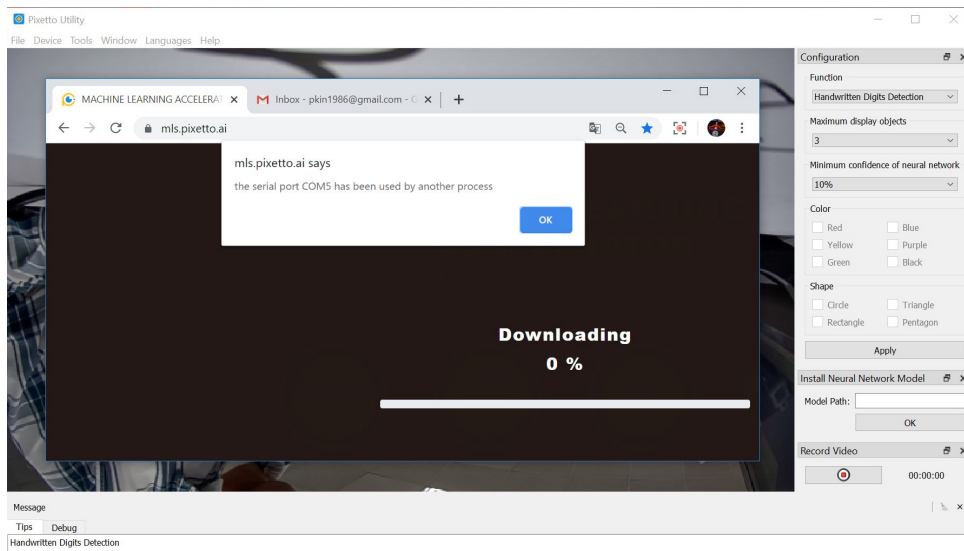 Pixetto Utility
File Device Tools Window Languages Help
MACHINE LEARNING ACCELERAT
Inbox - pkin1986@gmail.com - G
mls.pixetto.ai
mls.pixetto.ai says
the serial port COM5 has been used by another process
OK
Downloading
0 %
Configuration
Function
Handwritten Digits Detection
Maximum display objects
3
Minimum confidence of neural network
10%
Color
Red Blue
Yellow Purple
Green Black
Shape
Circle Triangle
Rectangle Pentagon
Apply
Install Neural Network Model
Model Path:
OK
Record Video
00:00:00
Message
Tips Debug
Handwritten Digits Detection